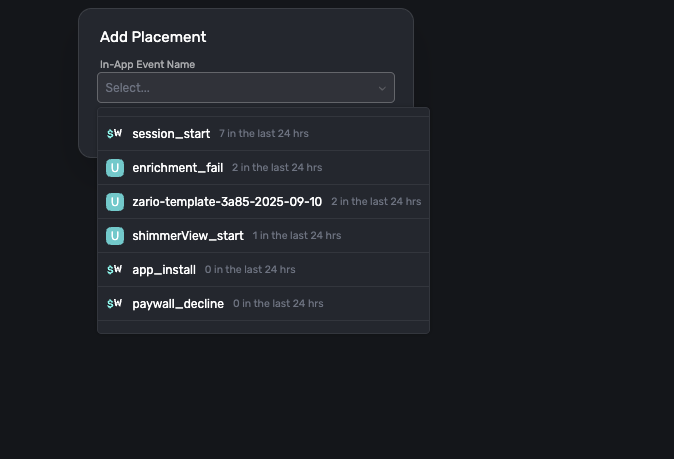 Add Placement
In-App Event Name
Select...
$W session_start 7 in the last 24 hrs
U enrichment_fail 2 in the last 24 hrs
U zario-template-3a85-2025-09-10 2 in the last 24 hrs
U shimmerView_start 1 in the last 24 hrs
$W app_install 0 in the last 24 hrs
$W paywall_decline 0 in the last 24 hrs